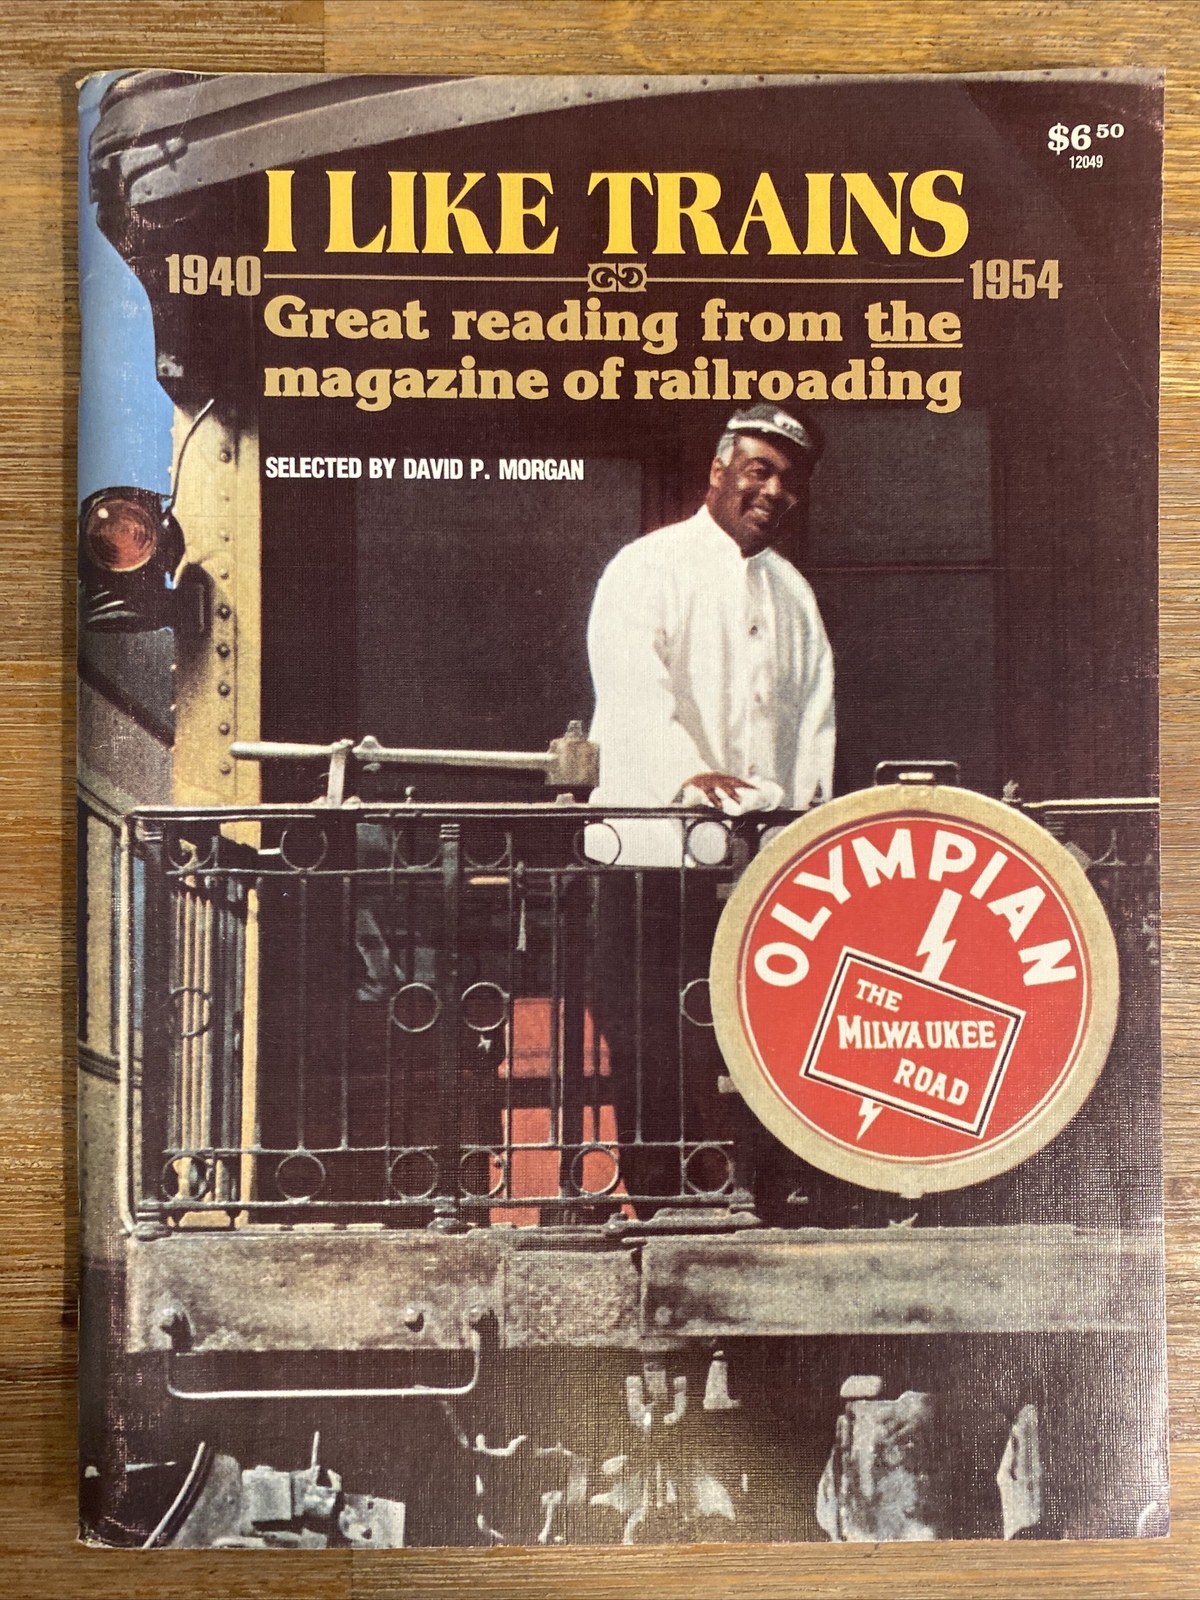 $6.50
12049
I LIKE TRAINS
1940 1954
Great reading from the
magazine of railroading
SELECTED BY DAVID P. MORGAN
OLYMPIAN
THE
MILWAUKEE
ROAD